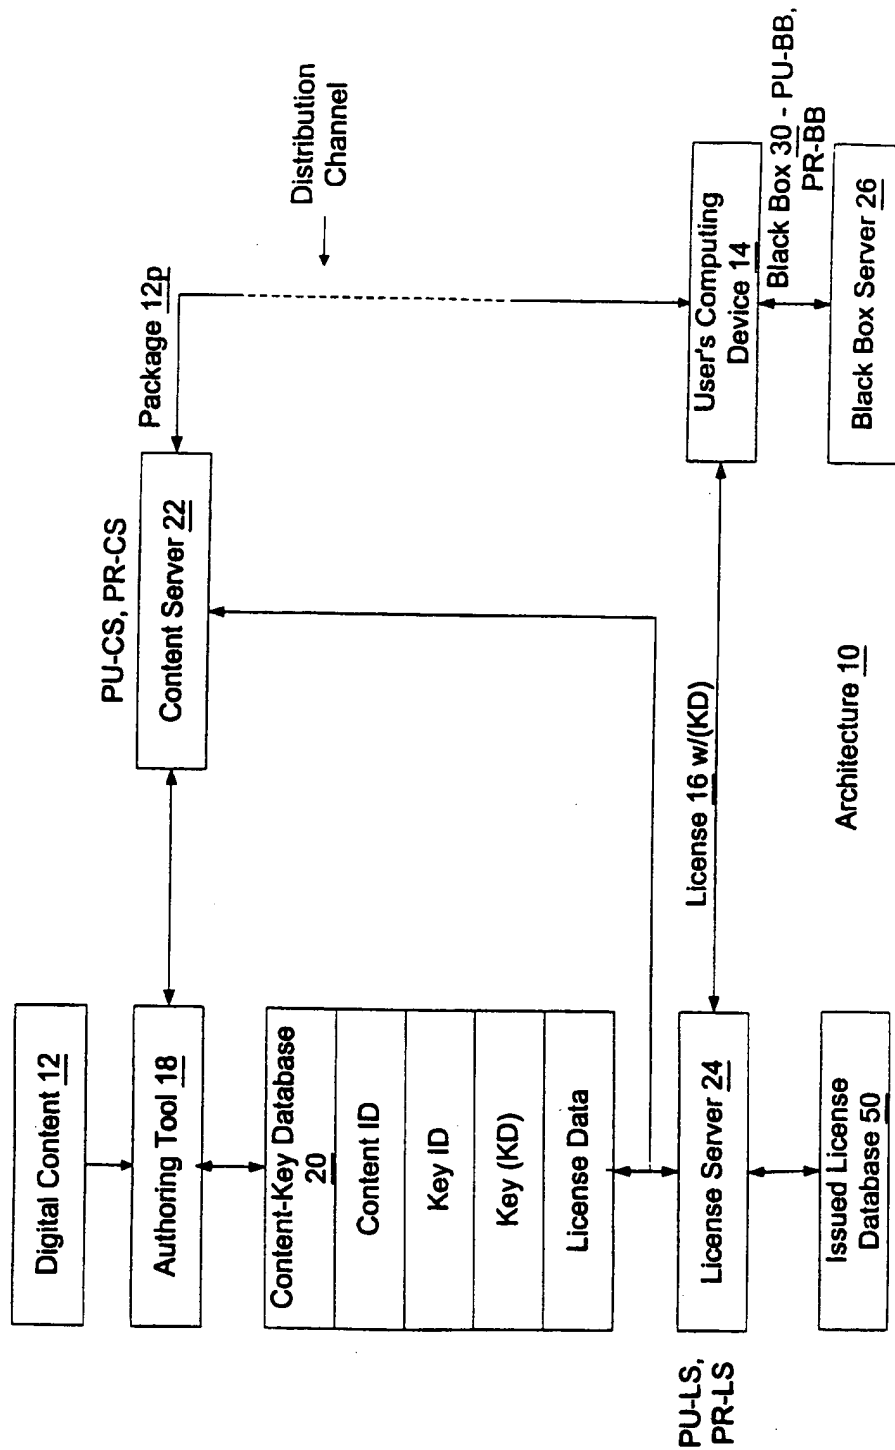 Digital Content 12
Authoring Tool 18
Content-Key Database
20
Content ID
Key ID
Key (KD)
License Data
PU-LS,
PR-LS
License Server 24
Issued License
Database 50
PU-CS, PR-CS
Content Server 22
Package 12p
Distribution
Channel
License 16 w/(KD)
User's Computing
Device 14
Black Box 30 - PU-BB,
PR-BB
Black Box Server 26
Architecture 10